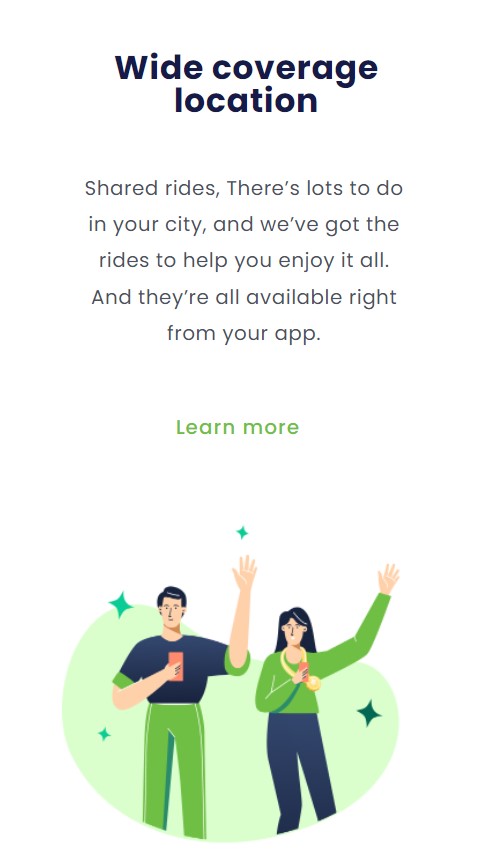 Wide coverage
location
Shared rides, There’s lots to do
in your city, and we’ve got the
rides to help you enjoy it all.
And they’re all available right
from your app.
Learn more